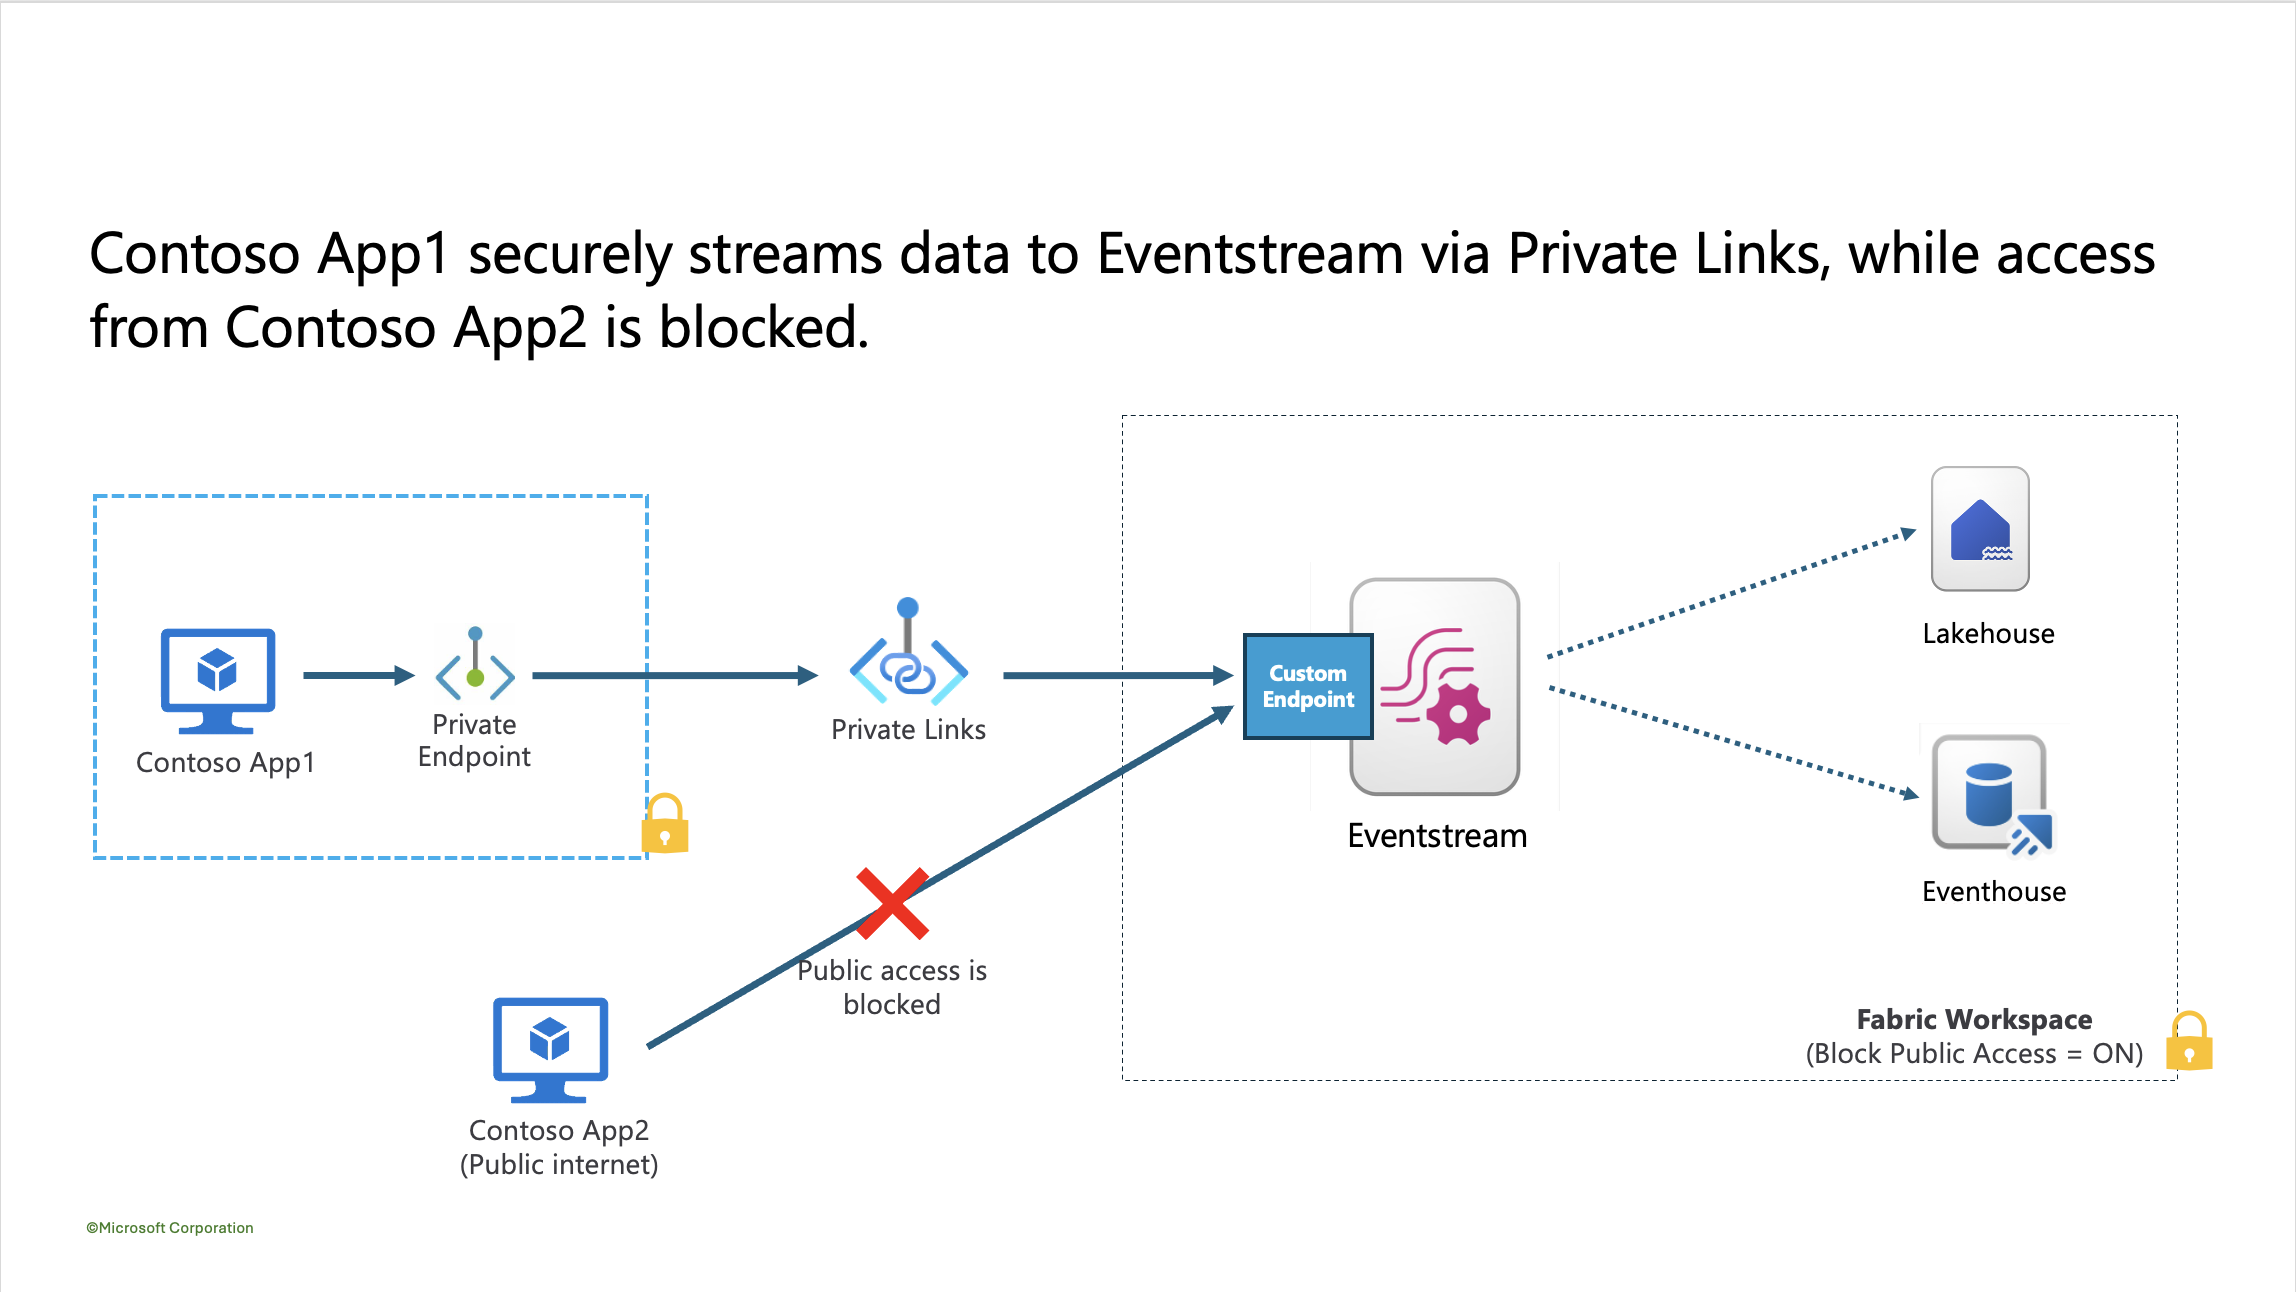 Contoso App1 securely streams data to Eventstream via Private Links, while access
from Contoso App2 is blocked.
Contoso App1
Private
Endpoint
Private Links
Custom
Endpoint
Eventstream
Lakehouse
Eventhouse
Public access is
blocked
Contoso App2
(Public internet)
Fabric Workspace
(Block Public Access = ON)
©Microsoft Corporation